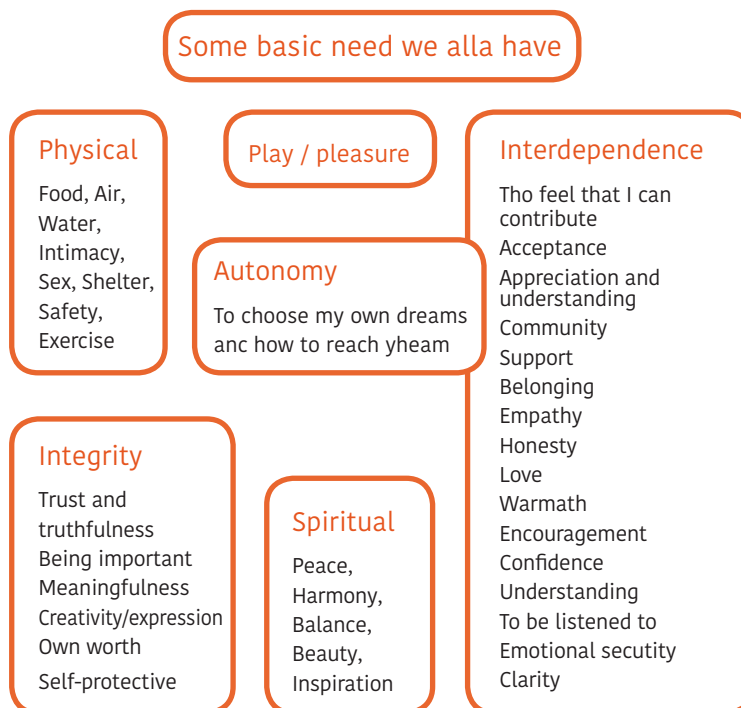 Some basic need we alla have
Physical
Food, Air,
Water,
Intimacy,
Sex, Shelter,
Safety,
Exercise
Play / pleasure
Autonomy
To choose my own dreams
anc how to reach yheam
Interdependence
Tho feel that I can
contribute
Acceptance
Appreciation and
understanding
Community
Support
Belonging
Empathy
Honesty
Love
Warmath
Encouragement
Confidence
Understanding
To be listened to
Emotional secutity
Clarity
Integrity
Trust and
truthfulness
Being important
Meaningfulness
Creativity/expression
Own worth
Self-protective
Spiritual
Peace,
Harmony,
Balance,
Beauty,
Inspiration